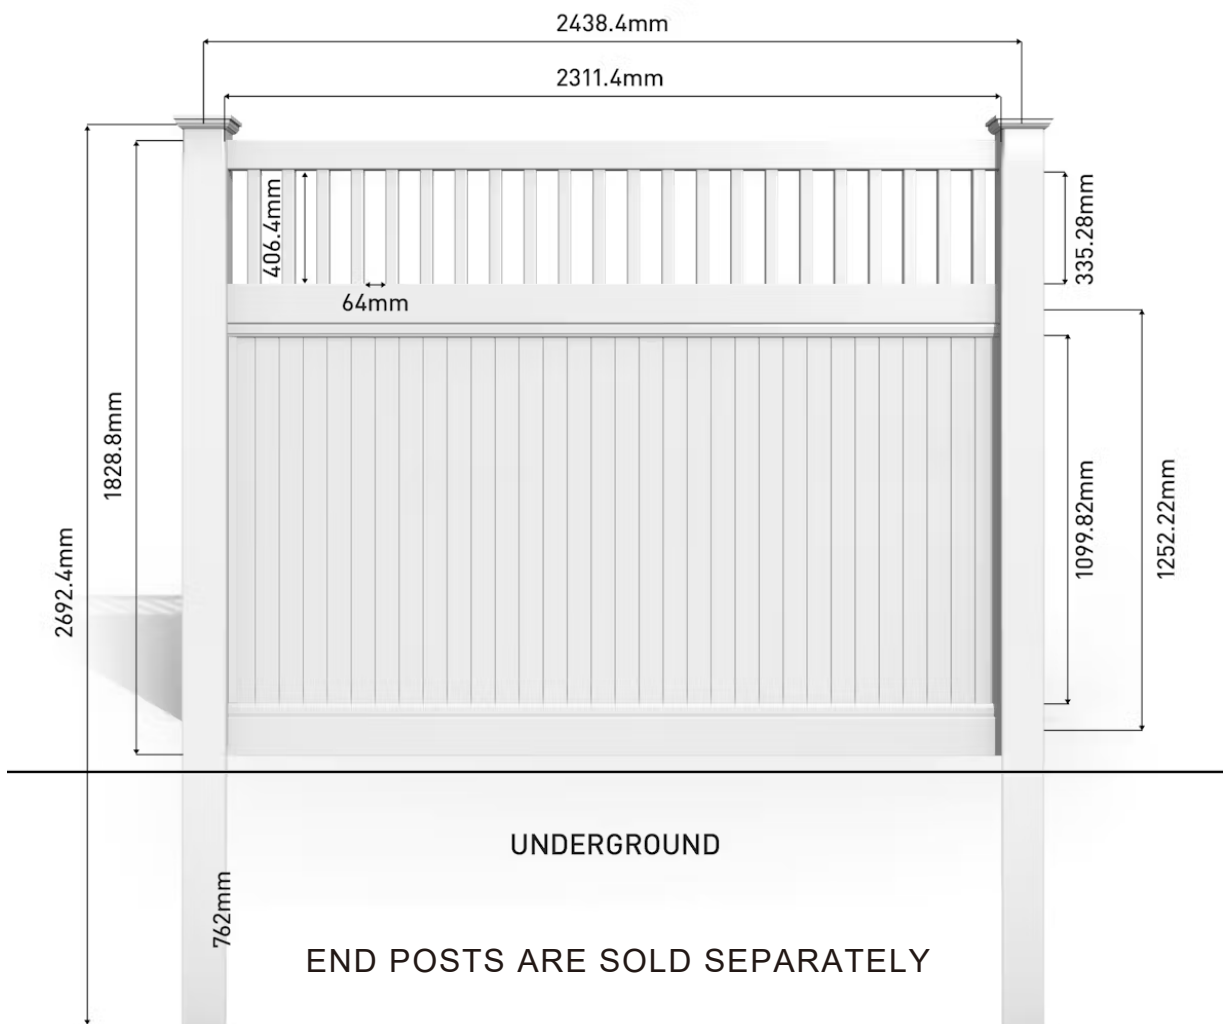 2438.4mm
2311.4mm
406.4mm
335.28mm
64mm
1828.8mm
1099.82mm
1252.22mm
2692.4mm
UNDERGROUND
762mm
END POSTS ARE SOLD SEPARATELY